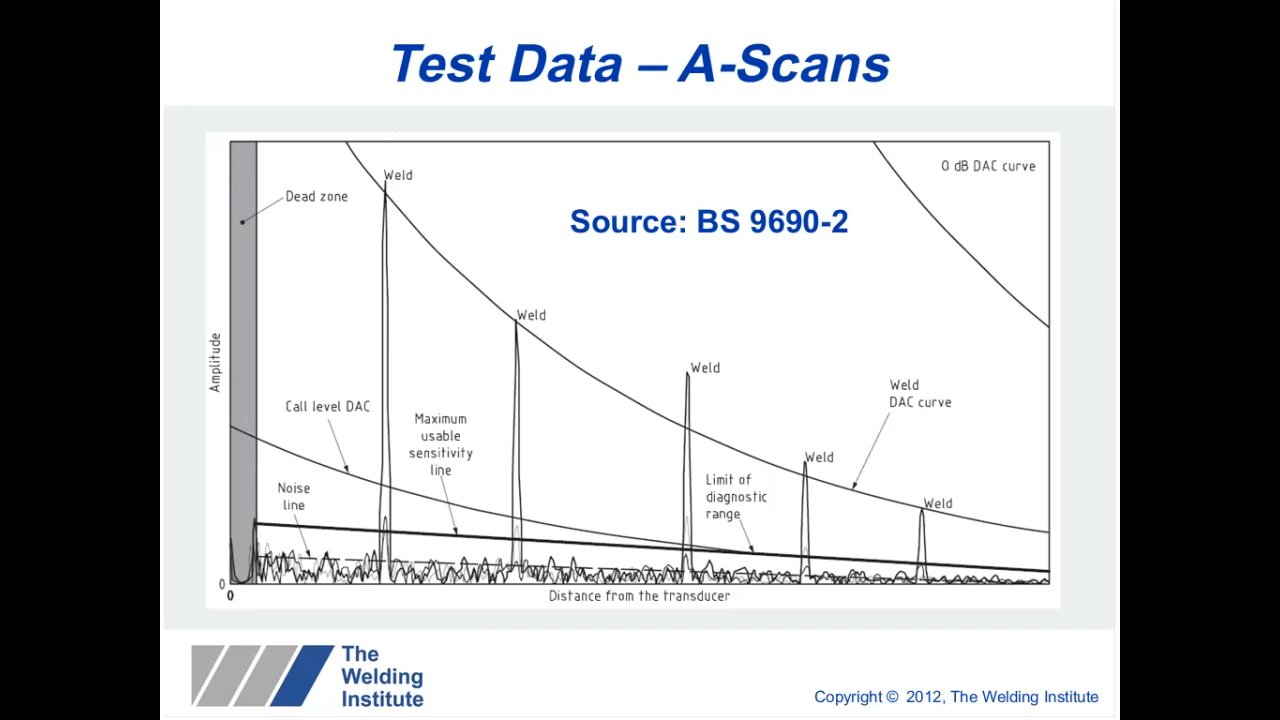 Test Data – A-Scans
Weld
0 dB DAC curve
Dead zone
Source: BS 9690-2
Weld
Amplitude
Weld
Weld
DAC curve
Call level DAC
Maximum
usable
sensitivity
line
Weld
Noise
line
Limit of
diagnostic
range
Weld
0
0
Distance from the transducer
The
Welding
Institute
Copyright © 2012, The Welding Institute